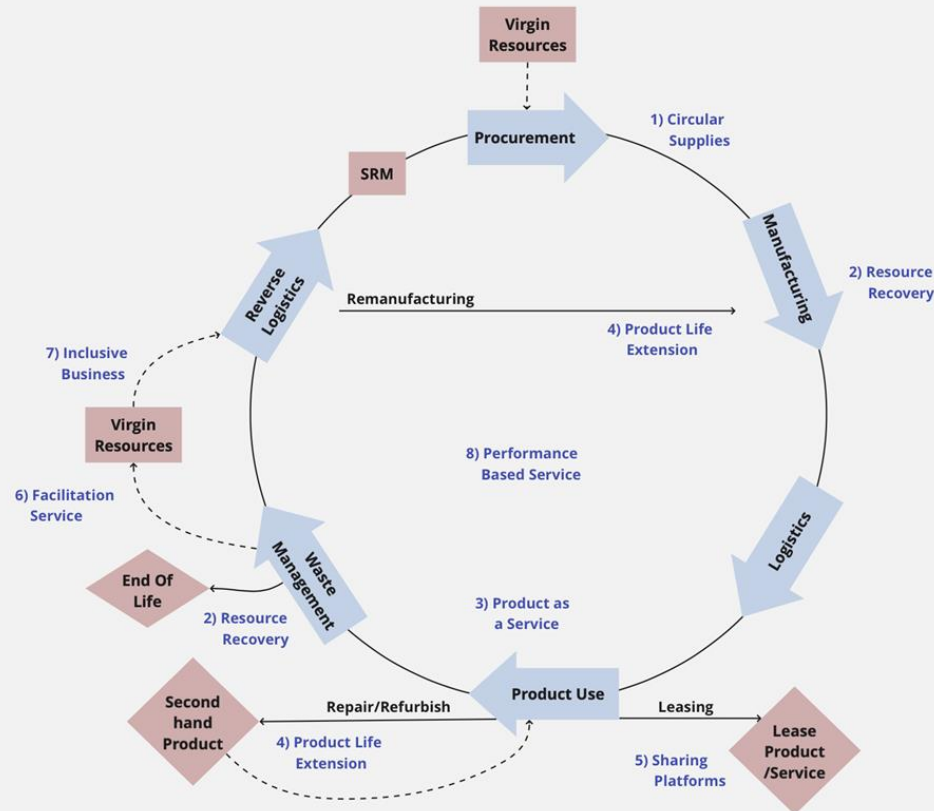 Virgin
Resources
Procurement
1) Circular
Supplies
SRM
Manufacturing
2) Resource
Recovery
Reverse
Logistics
Remanufacturing
4) Product Life
Extension
7) Inclusive
Business
Virgin
Resources
8) Performance
Based Service
6) Facilitation
Service
Logistics
Waste
Management
End Of
Life
2) Resource
Recovery
3) Product as
a Service
Product Use
Second
hand
Product
Repair/Refurbish
4) Product Life
Extension
Leasing
5) Sharing
Platforms
Lease
Product
/Service